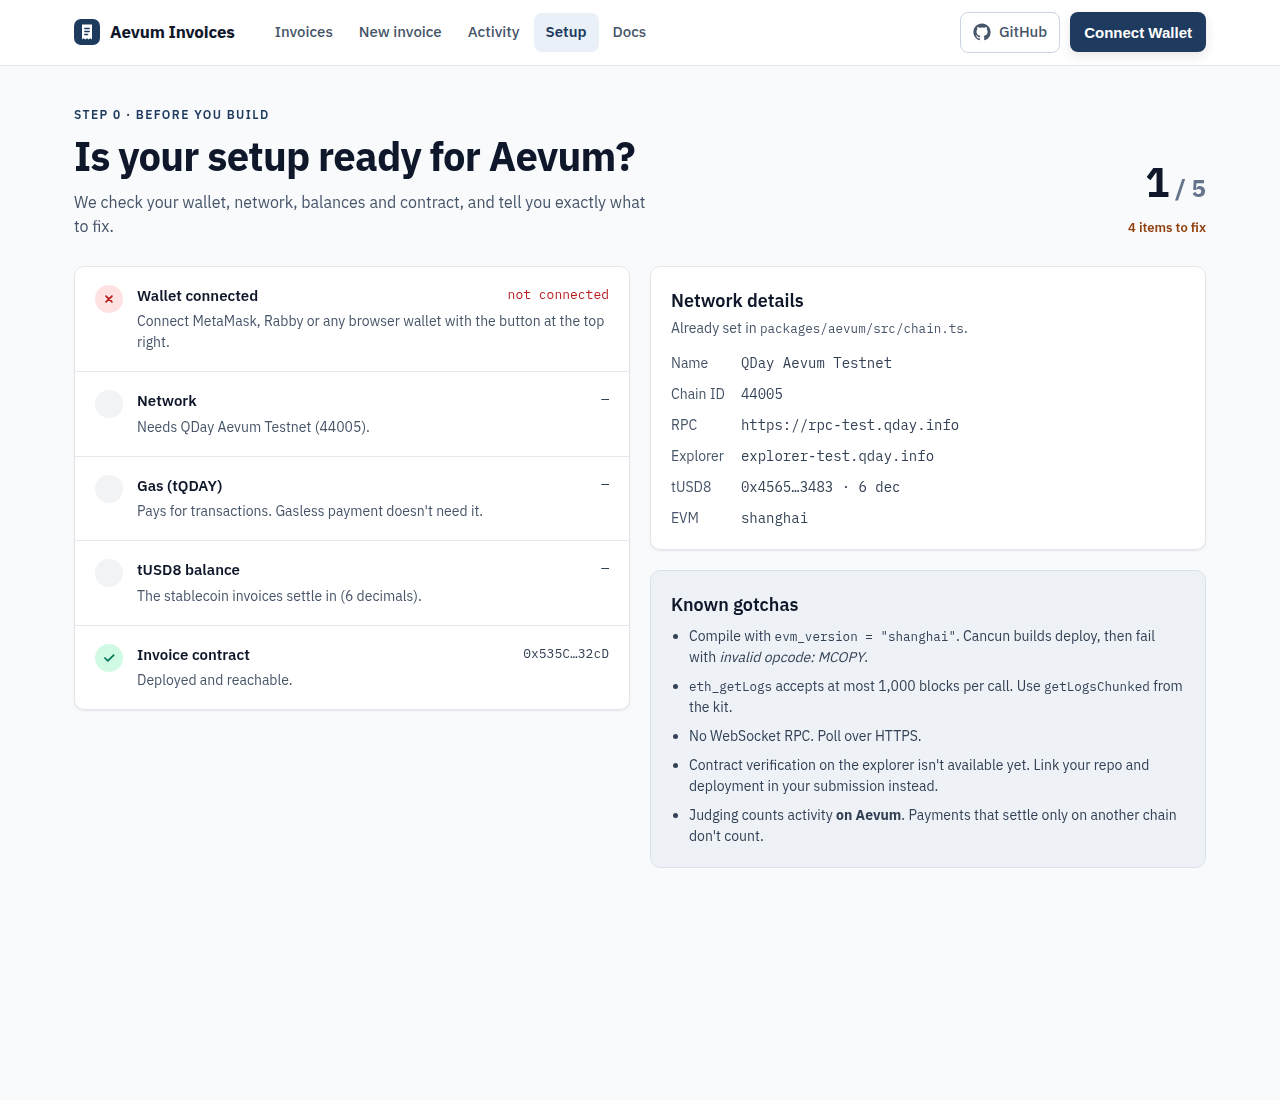 Aevum Invoices
Invoices
New invoice
Activity
Setup
Docs
GitHub
Connect Wallet
STEP 0 · BEFORE YOU BUILD
Is your setup ready for Aevum?
We check your wallet, network, balances and contract, and tell you exactly what
to fix.
1 / 5
4 items to fix
Wallet connected
not connected
Connect MetaMask, Rabby or any browser wallet with the button at the top
right.
Network
—
Needs QDay Aevum Testnet (44005).
Gas (tQDAY)
—
Pays for transactions. Gasless payment doesn't need it.
tUSD8 balance
—
The stablecoin invoices settle in (6 decimals).
Invoice contract
0x535C…32cD
Deployed and reachable.
Network details
Already set in packages/aevum/src/chain.ts.
Name QDay Aevum Testnet
Chain ID 44005
RPC https://rpc-test.qday.info
Explorer explorer-test.qday.info
tUSD8 0x4565…3483 · 6 dec
EVM shanghai
Known gotchas
• Compile with evm_version = "shanghai". Cancun builds deploy, then fail
with invalid opcode: MCOPY.
• eth_getLogs accepts at most 1,000 blocks per call. Use getLogsChunked from
the kit.
• No WebSocket RPC. Poll over HTTPS.
• Contract verification on the explorer isn't available yet. Link your repo and
deployment in your submission instead.
• Judging counts activity on Aevum. Payments that settle only on another chain
don't count.